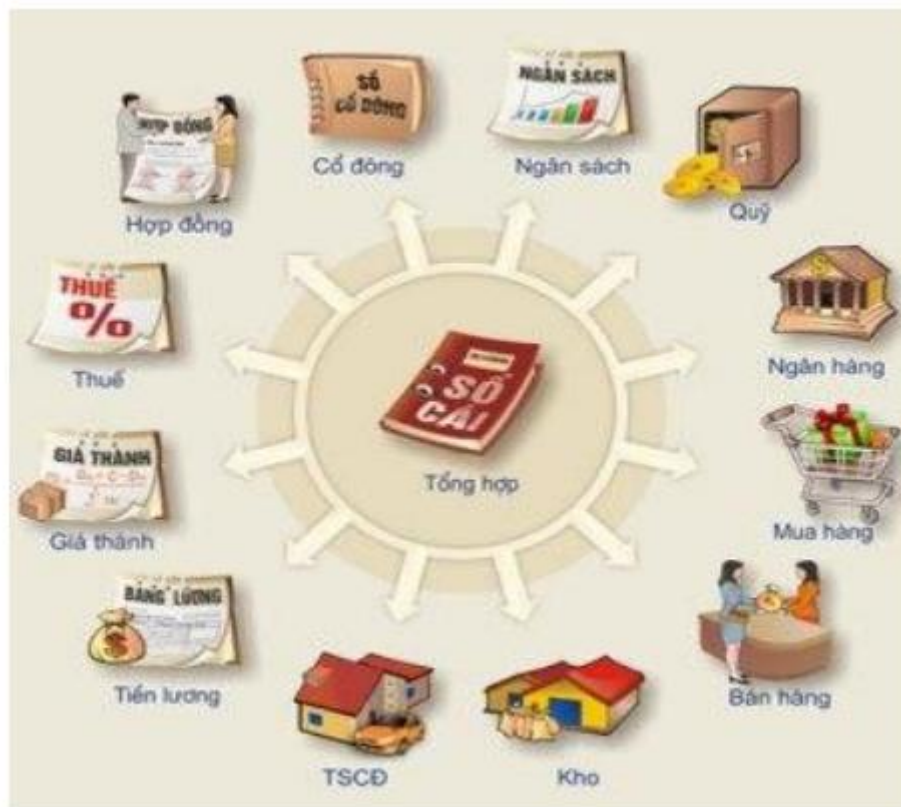 SỔ
CỔ ĐÔNG
Cổ đông
NGÂN SÁCH
Ngân sách
HỢP ĐỒNG
Hợp đồng
Quỹ
THUẾ
%
Thuế
Ngân hàng
SỔ
CÁI
Tổng hợp
GIÁ THÀNH
Giá thành
Mua hàng
BẢNG LƯƠNG
$
Tiền lương
Bán hàng
TSCĐ
Kho